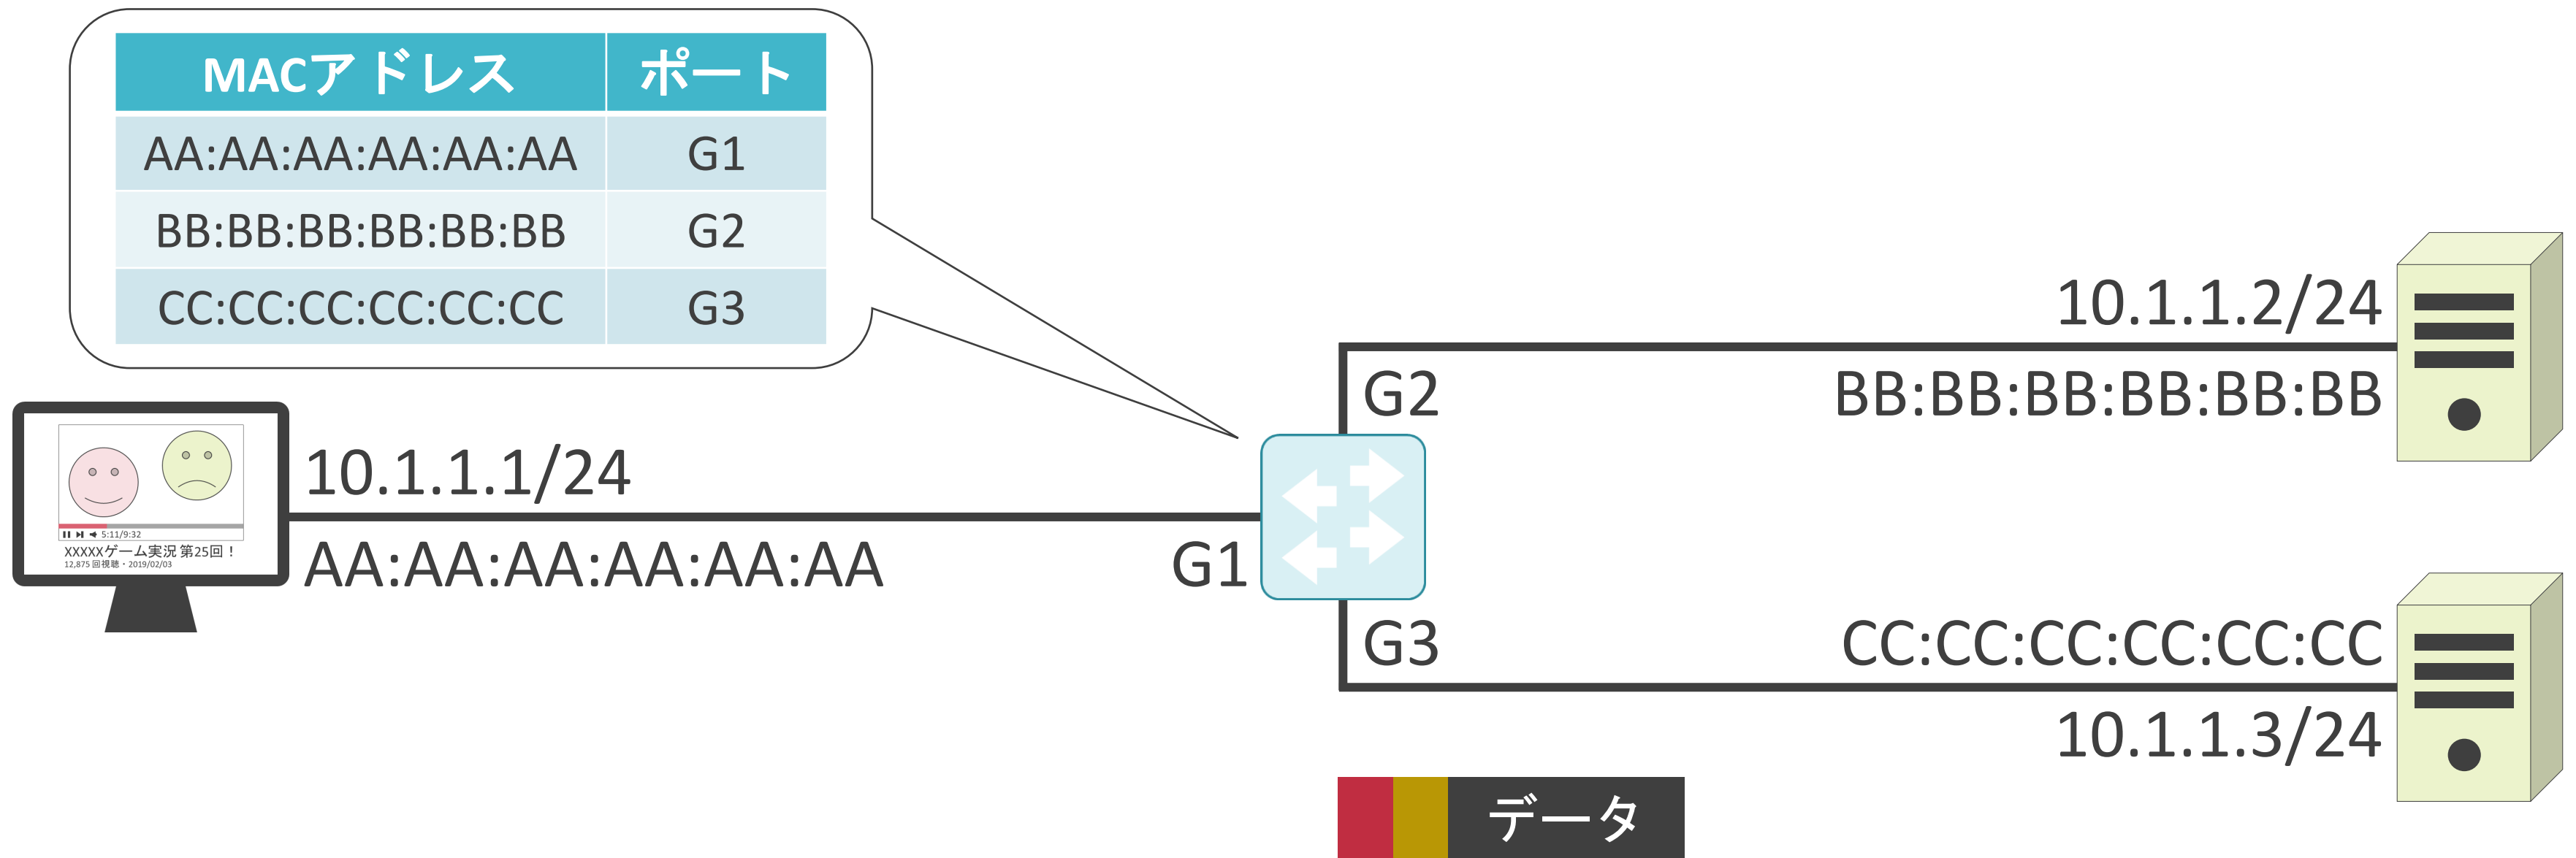 MACアドレス ポート
AA:AA:AA:AA:AA:AA G1
BB:BB:BB:BB:BB:BB G2
CC:CC:CC:CC:CC:CC G3
10.1.1.2/24
G2 BB:BB:BB:BB:BB:BB
10.1.1.1/24
AA:AA:AA:AA:AA:AA G1
5:11/9:32
XXXXXゲーム実況 第25回！
12,875 回視聴・2019/02/03
G3 CC:CC:CC:CC:CC:CC
10.1.1.3/24
データ